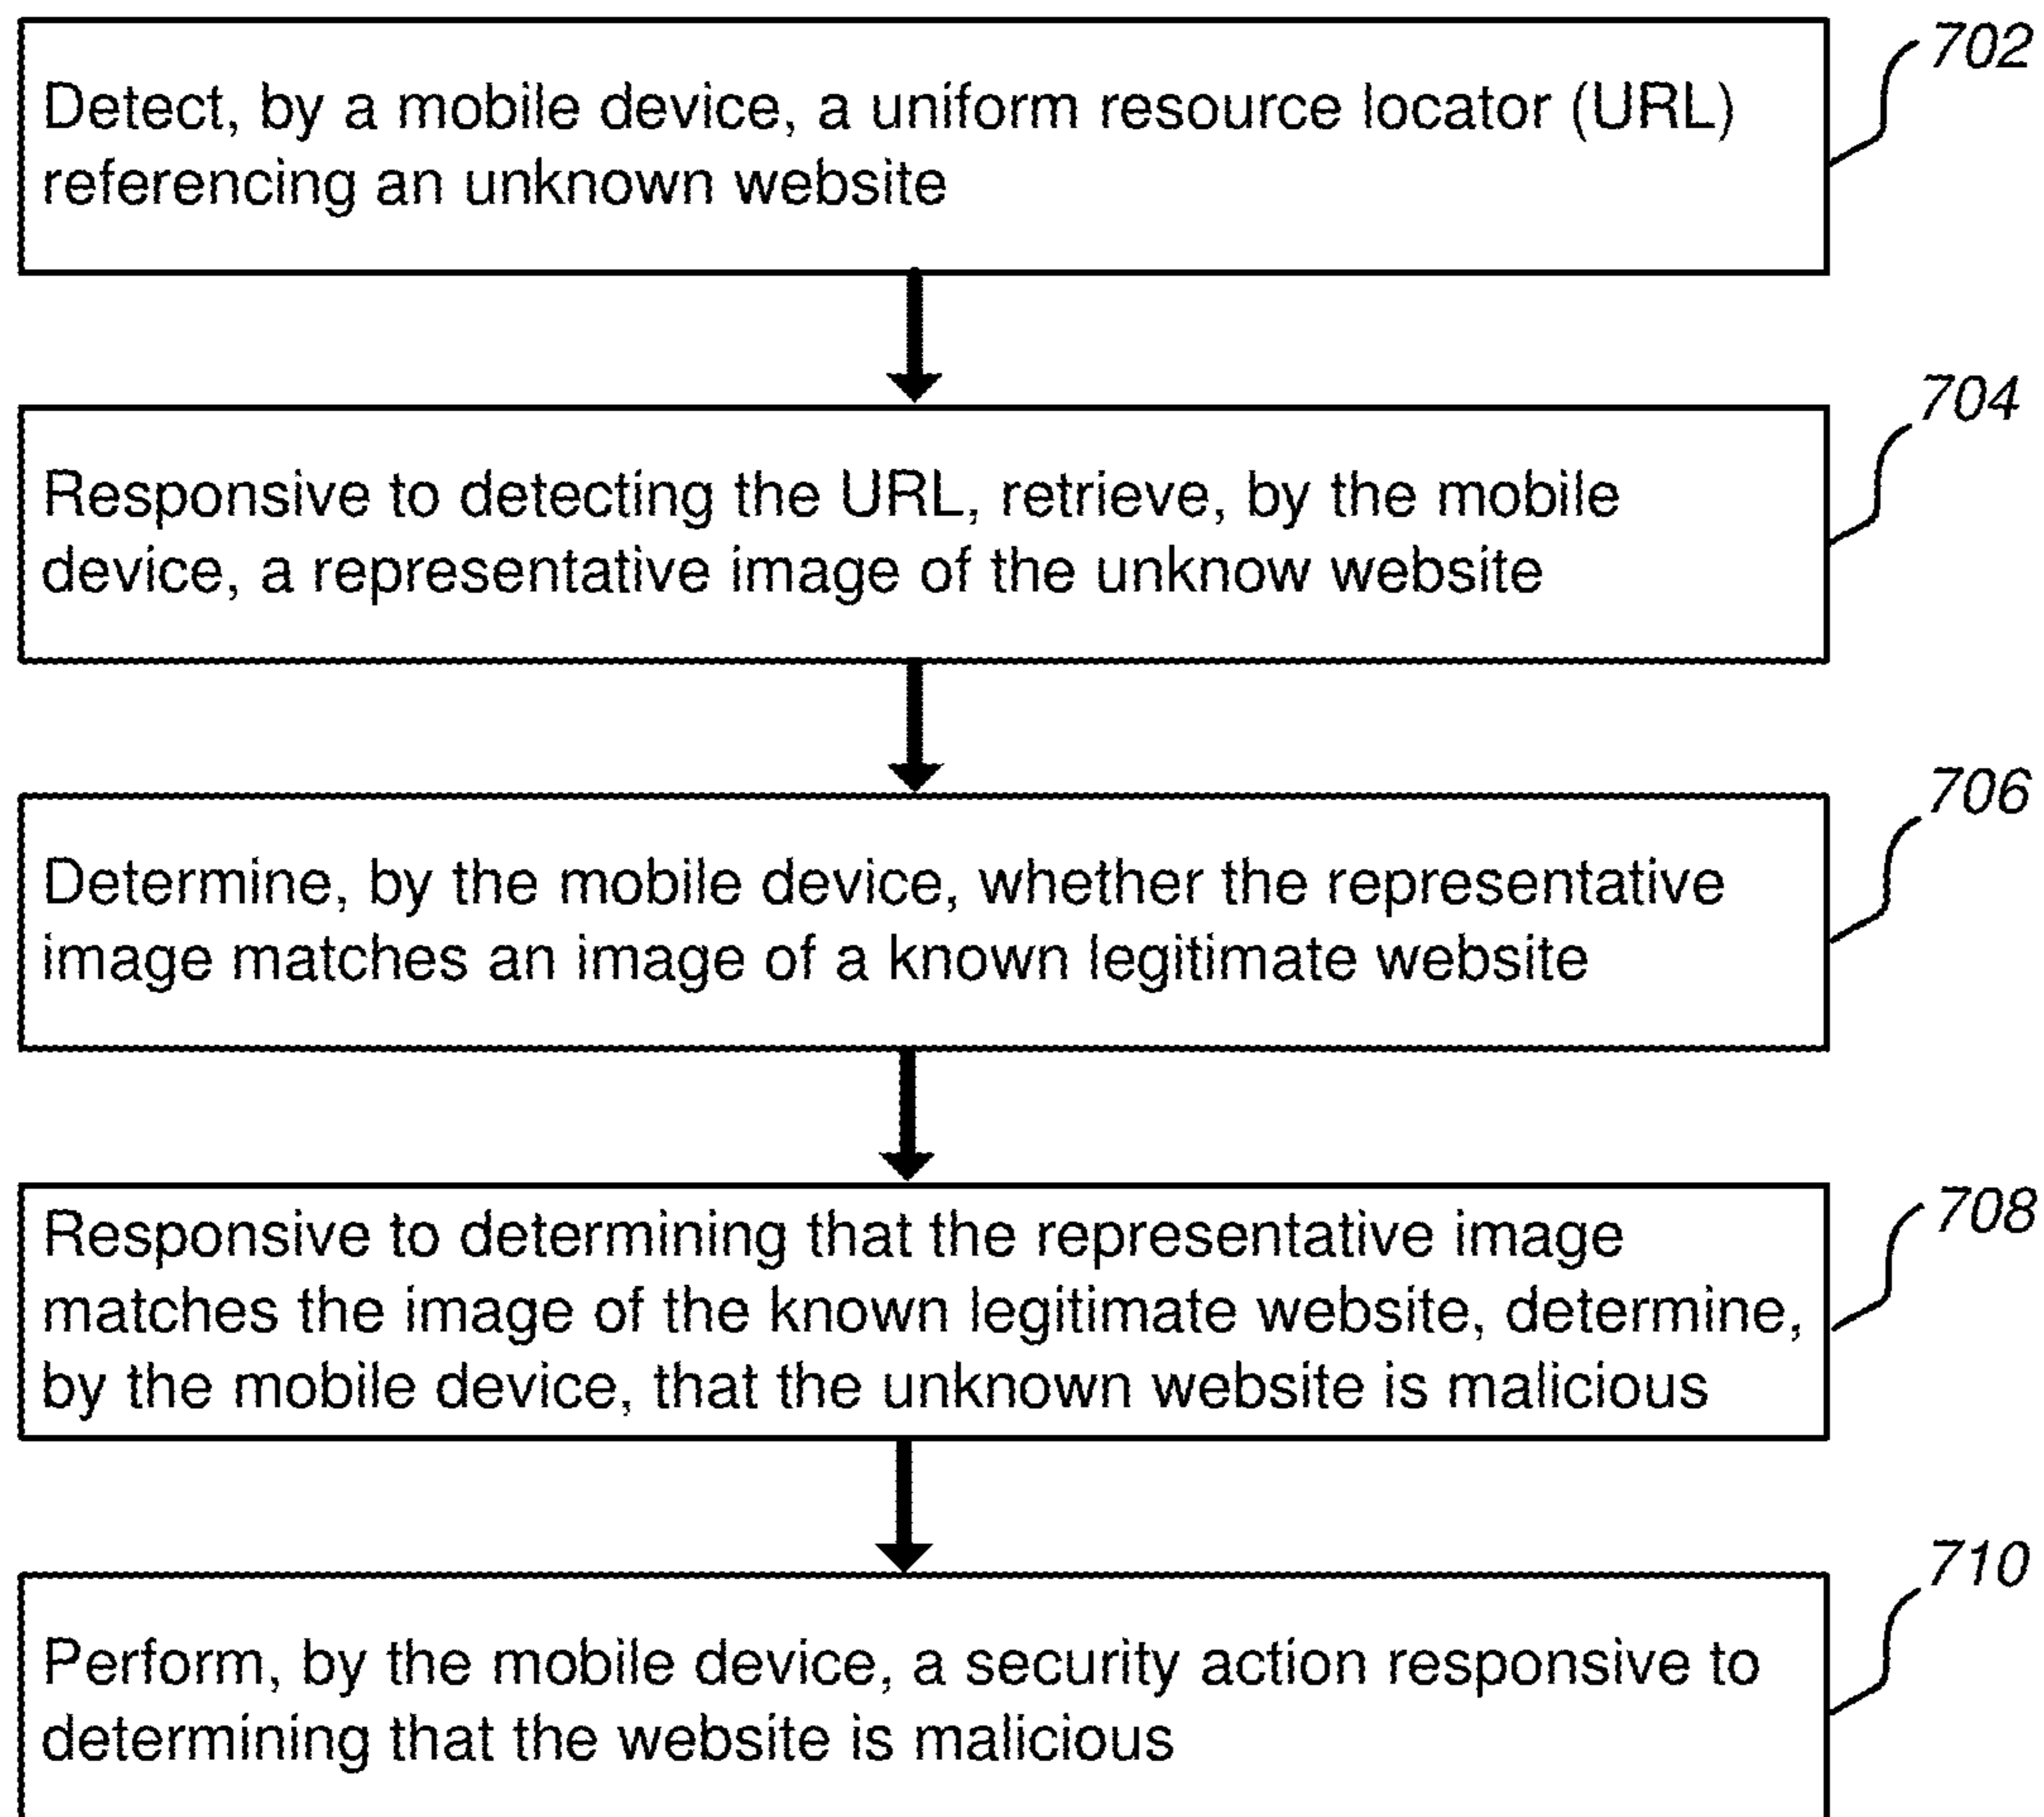 702
Detect, by a mobile device, a uniform resource locator (URL)
referencing an unknown website
704
Responsive to detecting the URL, retrieve, by the mobile
device, a representative image of the unknow website
706
Determine, by the mobile device, whether the representative
image matches an image of a known legitimate website
708
Responsive to determining that the representative image
matches the image of the known legitimate website, determine,
by the mobile device, that the unknown website is malicious
710
Perform, by the mobile device, a security action responsive to
determining that the website is malicious